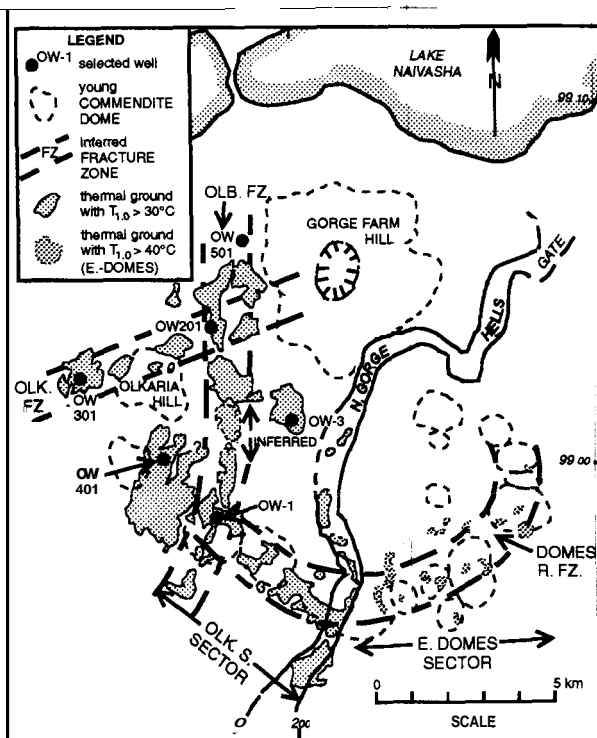 LEGEND
OW-1 selected well
young
COMMENDITE
DOME
FZ inferred
FRACTURE
ZONE
thermal ground
with T1.0 > 30°C
thermal ground
with T1.0 > 40°C
(E.-DOMES)
LAKE
NAIVASHA
N
99 10
OLB. FZ.
OW
501
GORGE FARM
HILL
HELLS
GATE
OW201
OLKARIA
HILL
OLK.
FZ.
OW
301
N. GORGE
OW-3
INFERRED
OW
401
99 00
OW-1
DOMES
R. FZ.
OLK S.
SECTOR
E. DOMES
SECTOR
O
200
0
5 km
SCALE